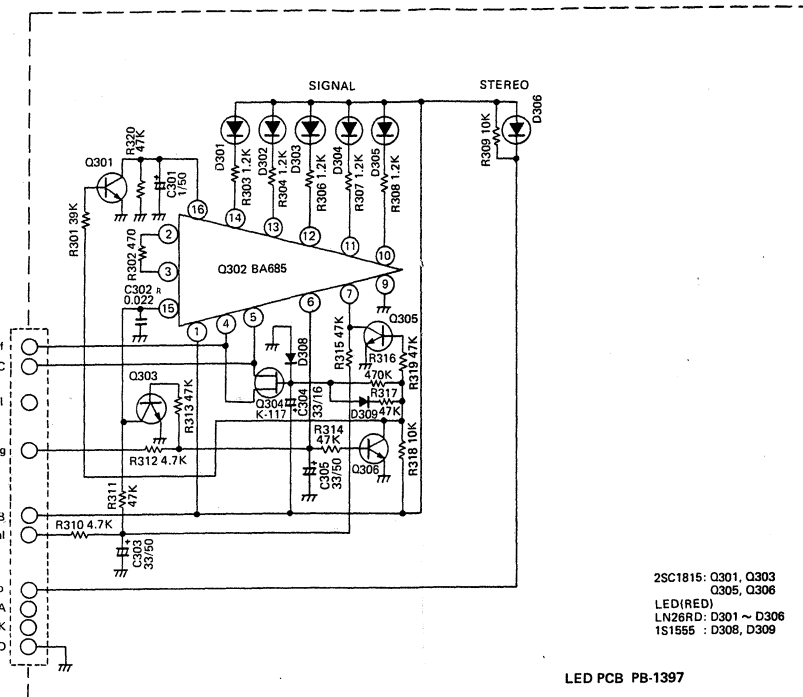 SIGNAL
STEREO
D306
R309 10K
D301
R303 1.2K
D302
R304 1.2K
D303
R306 1.2K
D304
R307 1.2K
D305
R308 1.2K
R320
47K
Q301
C301
1/50
R301 39K
16
14
13
12
11
10
2
R302 470
3
Q302 BA685
9
C302 R
0.022
15
1
4
5
6
7
Q305
f
C
D308
R315 47K
R316
470K
R319 47K
Q303
R313 47K
Q304
K-117
C304
33/16
D309
R317
47K
R314
47K
R318 10K
g
R312 4.7K
C305
33/50
Q306
R311
47K
B
R310 4.7K
C303
33/50
A
K
2SC1815: Q301, Q303
Q305, Q306
LED(RED)
LN26RD: D301 ~ D306
1S1555 : D308, D309
LED PCB PB-1397